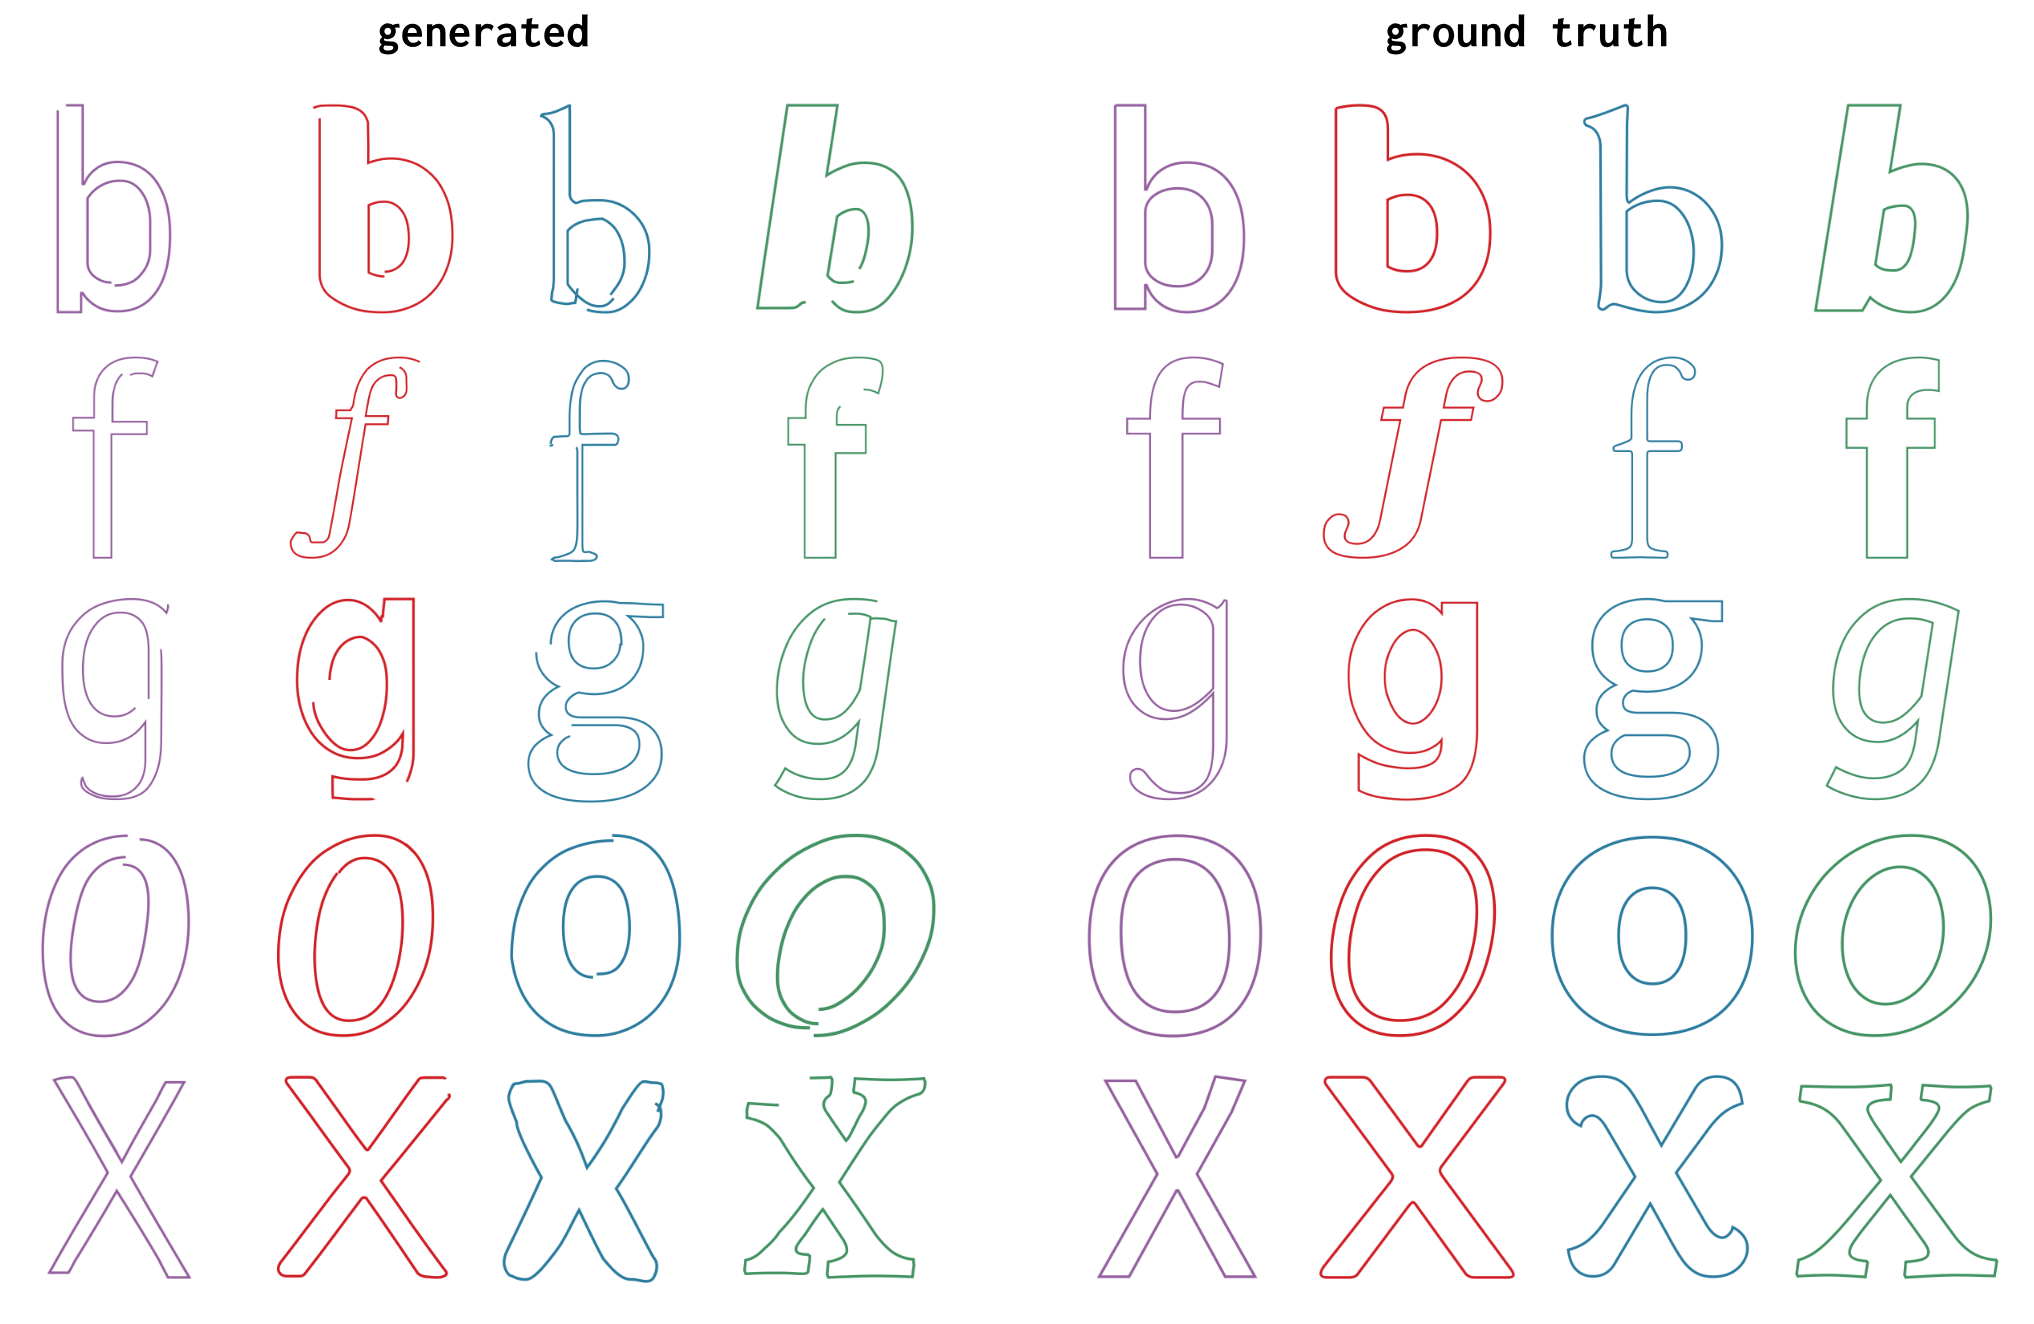 generated ground truth
b b b b b b b b
f f f f f f f f
g g g g g g g g
o o o o o o o o
x x x x x x x x